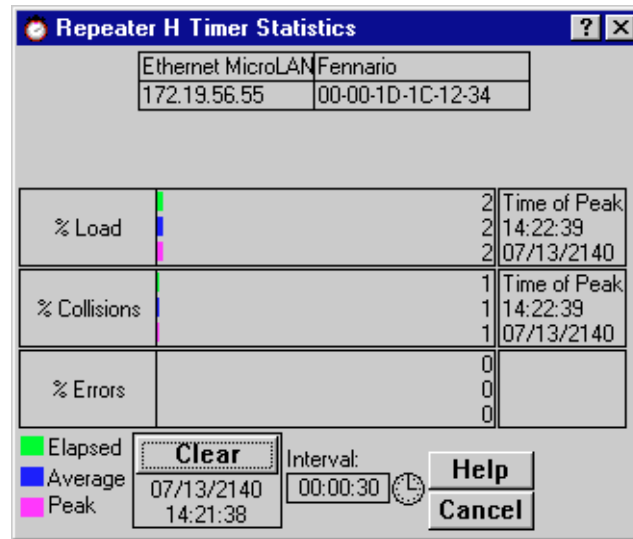 Repeater H Timer Statistics
? ×
Ethernet MicroLAN Fennario
172.19.56.55 00-00-1D-1C-12-34
% Load
2
2
2
Time of Peak
14:22:39
07/13/2140
% Collisions
1
1
1
Time of Peak
14:22:39
07/13/2140
% Errors
0
0
0
Elapsed
Average
Peak
Clear
07/13/2140
14:21:38
Interval:
00:00:30
Help
Cancel